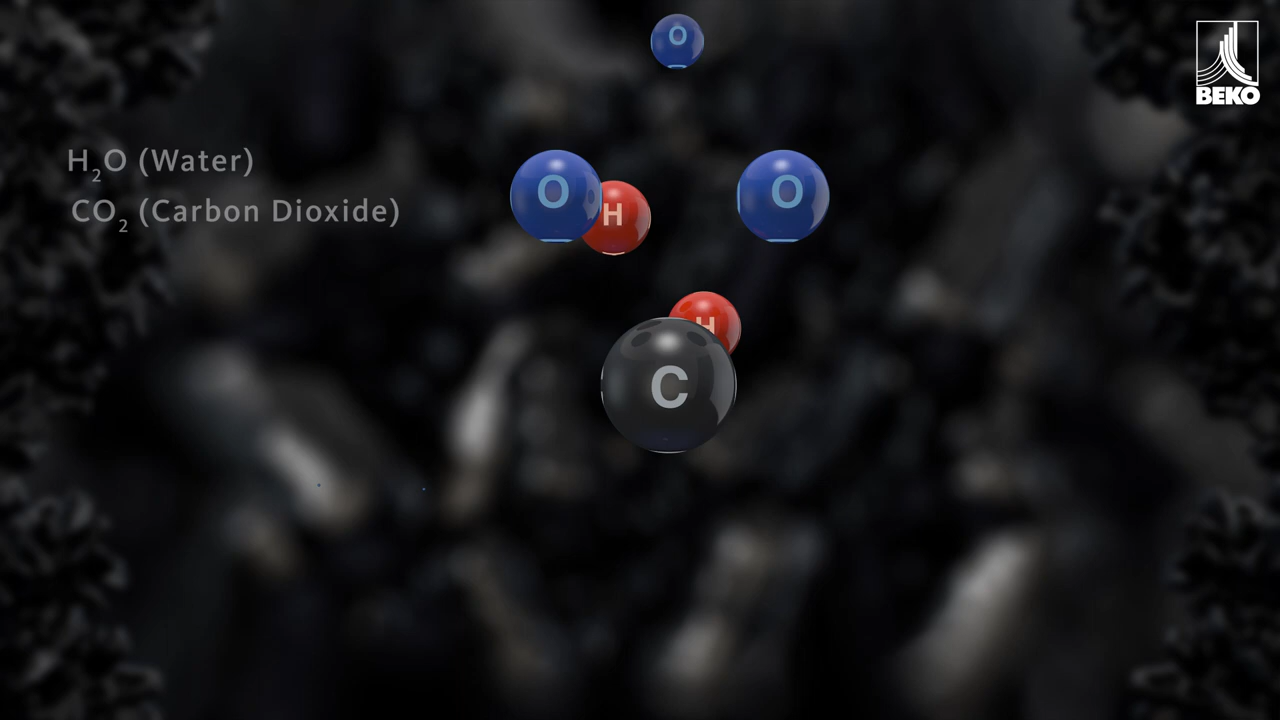 O
BEKO
H₂O (Water)
CO₂ (Carbon Dioxide)
O
H
O
H
C